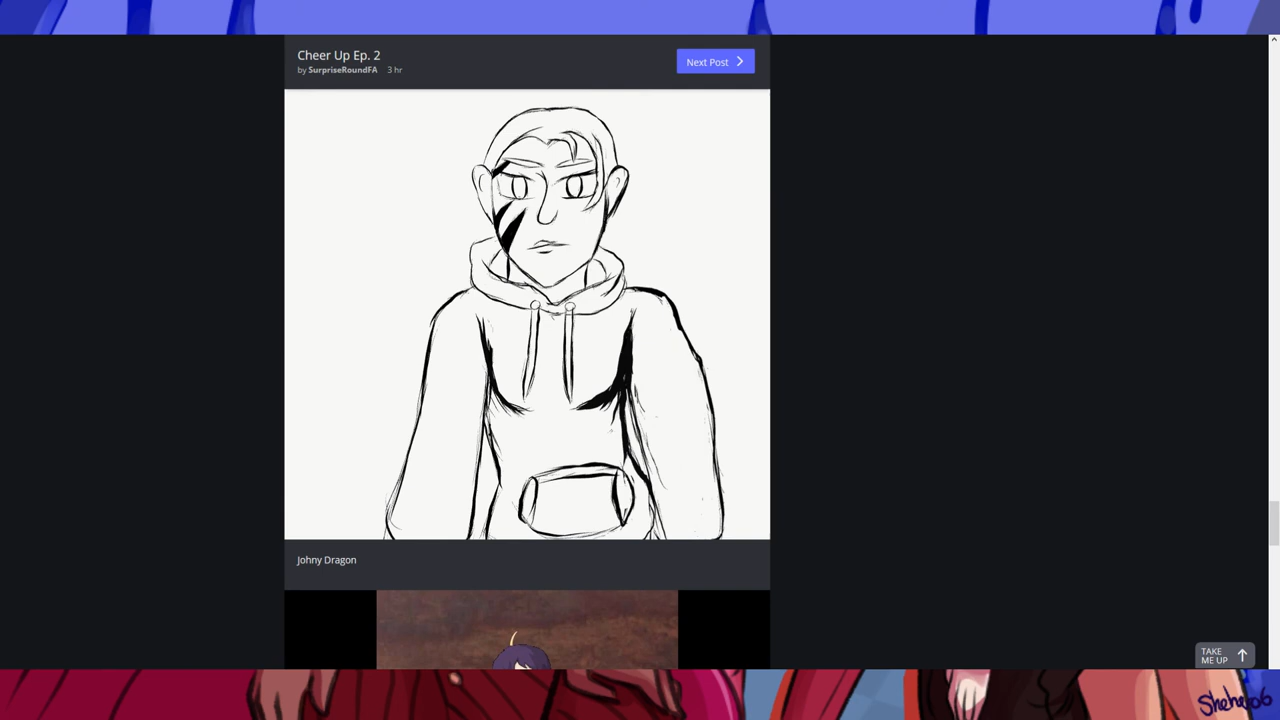 Cheer Up Ep. 2
by SurpriseRoundFA 3 hr
Next Post
Johny Dragon
TAKE
ME UP